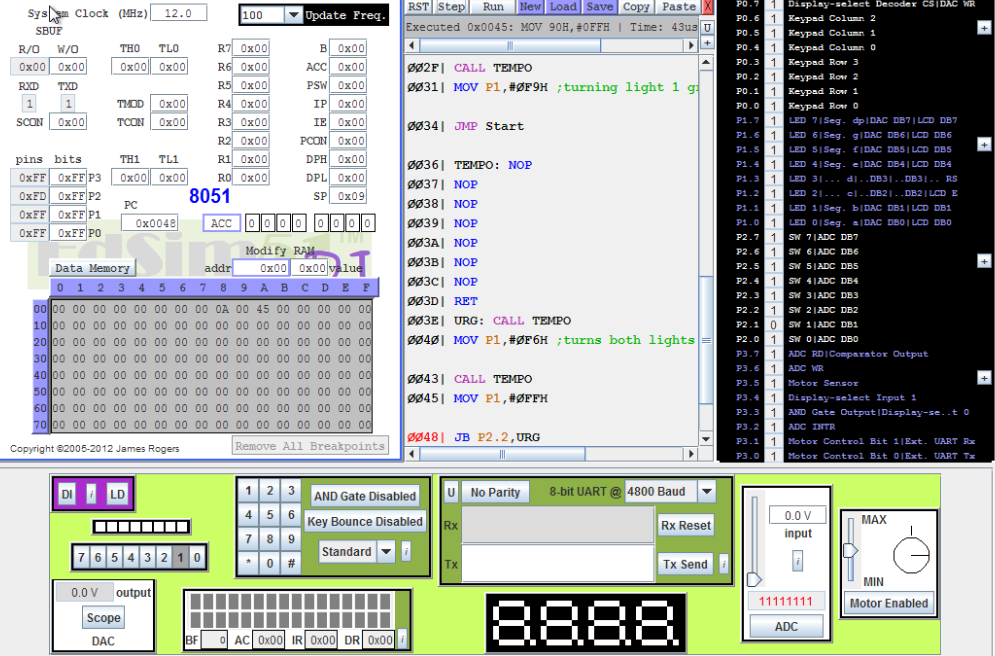 System Clock (MHz) 12.0 100 Update Freq.
SBUF
R/O W/O TH0 TL0 R7 0x00 B 0x00
0x00 0x00 0x00 0x00 R6 0x00 ACC 0x00
RXD TXD R5 0x00 PSW 0x00
1 1 TMOD 0x00 R4 0x00 IP 0x00
SCON 0x00 TCON 0x00 R3 0x00 IE 0x00
R2 0x00 PCON 0x00
pins bits TH1 TL1 R1 0x00 DPH 0x00
0xFF 0xFF P3 0x00 0x00 R0 0x00 DPL 0x00
0xFD 0xFF P2 8051 SP 0x09
0xFF 0xFF P1 PC
0xFF 0xFF P0 0x0048 ACC 0 0 0 0 0 0 0 0
EdSim51 TM
DI
Modify RAM
Data Memory addr 0x00 0x00 value
0 1 2 3 4 5 6 7 8 9 A B C D E F
00 00 00 00 00 00 00 00 00 0A 00 45 00 00 00 00 00
10 00 00 00 00 00 00 00 00 00 00 00 00 00 00 00 00
20 00 00 00 00 00 00 00 00 00 00 00 00 00 00 00 00
30 00 00 00 00 00 00 00 00 00 00 00 00 00 00 00 00
40 00 00 00 00 00 00 00 00 00 00 00 00 00 00 00 00
50 00 00 00 00 00 00 00 00 00 00 00 00 00 00 00 00
60 00 00 00 00 00 00 00 00 00 00 00 00 00 00 00 00
70 00 00 00 00 00 00 00 00 00 00 00 00 00 00 00 00
Copyright ©2005-2012 James Rogers Remove All Breakpoints
RST Step Run New Load Save Copy Paste X
Executed 0x0045: MOV 90H,#0FFH | Time: 43us U
002F| CALL TEMPO
0031| MOV P1,#0F9H ;turning light 1 g
0034| JMP Start
0036| TEMPO: NOP
0037| NOP
0038| NOP
0039| NOP
003A| NOP
003B| NOP
003C| NOP
003D| RET
003E| URG: CALL TEMPO
0040| MOV P1,#0F6H ;turns both lights
0043| CALL TEMPO
0045| MOV P1,#0FFH
0048| JB P2.2,URG
P0.7 1 Display-select Decoder CS|DAC WR
P0.6 1 Keypad Column 2
P0.5 1 Keypad Column 1
P0.4 1 Keypad Column 0
P0.3 1 Keypad Row 3
P0.2 1 Keypad Row 2
P0.1 1 Keypad Row 1
P0.0 1 Keypad Row 0
P1.7 1 LED 7|Seg. dp|DAC DB7|LCD DB7
P1.6 1 LED 6|Seg. g|DAC DB6|LCD DB6
P1.5 1 LED 5|Seg. f|DAC DB5|LCD DB5
P1.4 1 LED 4|Seg. e|DAC DB4|LCD DB4
P1.3 1 LED 3|... d|..DB3|..DB3|.. RS
P1.2 1 LED 2|... c|..DB2|..DB2|LCD E
P1.1 1 LED 1|Seg. b|DAC DB1|LCD DB1
P1.0 1 LED 0|Seg. a|DAC DB0|LCD DB0
P2.7 1 SW 7|ADC DB7
P2.6 1 SW 6|ADC DB6
P2.5 1 SW 5|ADC DB5
P2.4 1 SW 4|ADC DB4
P2.3 1 SW 3|ADC DB3
P2.2 1 SW 2|ADC DB2
P2.1 0 SW 1|ADC DB1
P2.0 1 SW 0|ADC DB0
P3.7 1 ADC RD|Comparator Output
P3.6 1 ADC WR
P3.5 1 Motor Sensor
P3.4 1 Display-select Input 1
P3.3 1 AND Gate Output|Display-se..t 0
P3.2 1 ADC INTR
P3.1 1 Motor Control Bit 1|Ext. UART Rx
P3.0 1 Motor Control Bit 0|Ext. UART Tx
DI i LD
7 6 5 4 3 2 1 0
0.0 V output
Scope
DAC
1 2 3
4 5 6
7 8 9
* 0 #
AND Gate Disabled
Key Bounce Disabled
Standard i
BF 0 AC 0x00 IR 0x00 DR 0x00 i
U No Parity 8-bit UART @ 4800 Baud
Rx Rx Reset
Tx Tx Send i
8.8.8.8.
0.0 V
input
i
11111111
ADC
MAX
MIN
Motor Enabled